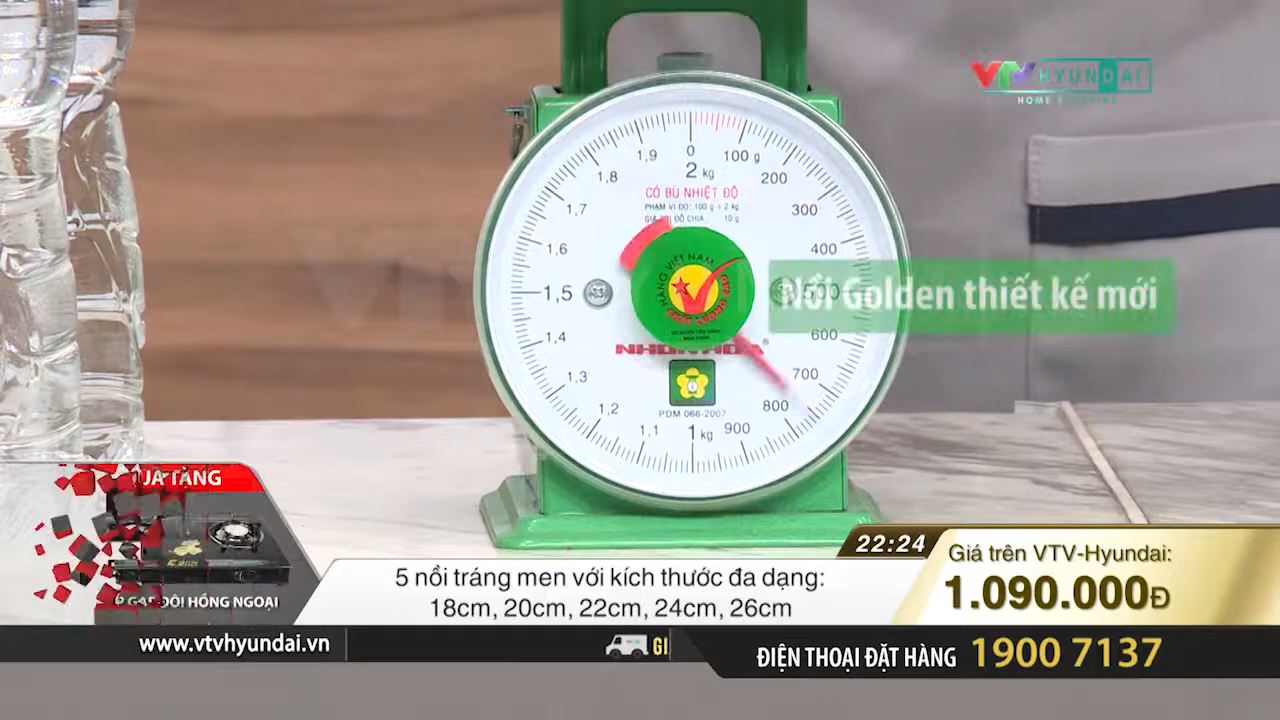 VTV HYUNDAI
HOME SHOPPING
0
2 kg
100 g
200
300
400
500
600
700
800
900
1 kg
1,1
1,2
1,3
1,4
1,5
1,6
1,7
1,8
1,9
CÓ BÙ NHIỆT ĐỘ
PHẠM VI ĐO: 100 g ÷ 2 kg
GIÁ TRỊ ĐỘ CHIA : 10 g
HÀNG VIỆT NAM
NHƠN HÒA®
PDM 066-2007
Nồi Golden thiết kế mới
QUÀ TẶNG
BẾP GAS ĐÔI HỒNG NGOẠI
22:24
Giá trên VTV-Hyundai:
1.090.000Đ
5 nồi tráng men với kích thước đa dạng:
18cm, 20cm, 22cm, 24cm, 26cm
www.vtvhyundai.vn
GI
ĐIỆN THOẠI ĐẶT HÀNG 1900 7137